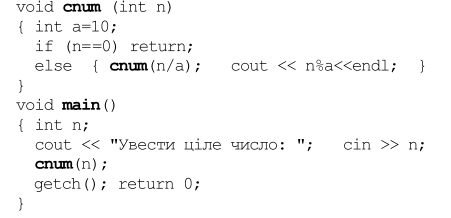 void cnum (int n)
{ int a=10;
if (n==0) return;
else { cnum(n/a); cout << n%a<<endl; }
}
void main()
{ int n;
cout << "Увести ціле число: "; cin >> n;
cnum(n);
getch(); return 0;
}